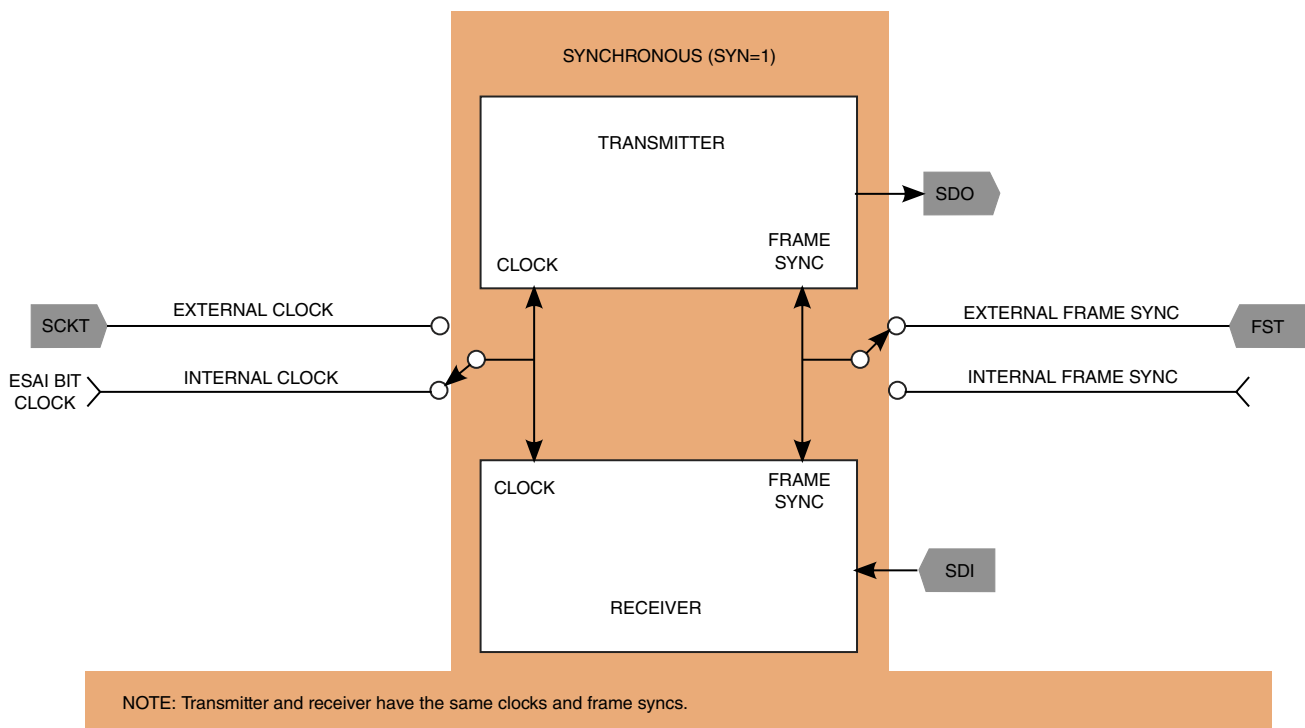 SYNCHRONOUS (SYN=1)
TRANSMITTER
SDO
FRAME
SYNC
CLOCK
SCKT
EXTERNAL CLOCK
EXTERNAL FRAME SYNC
FST
ESAI BIT
CLOCK
INTERNAL CLOCK
INTERNAL FRAME SYNC
CLOCK
FRAME
SYNC
SDI
RECEIVER
NOTE: Transmitter and receiver have the same clocks and frame syncs.